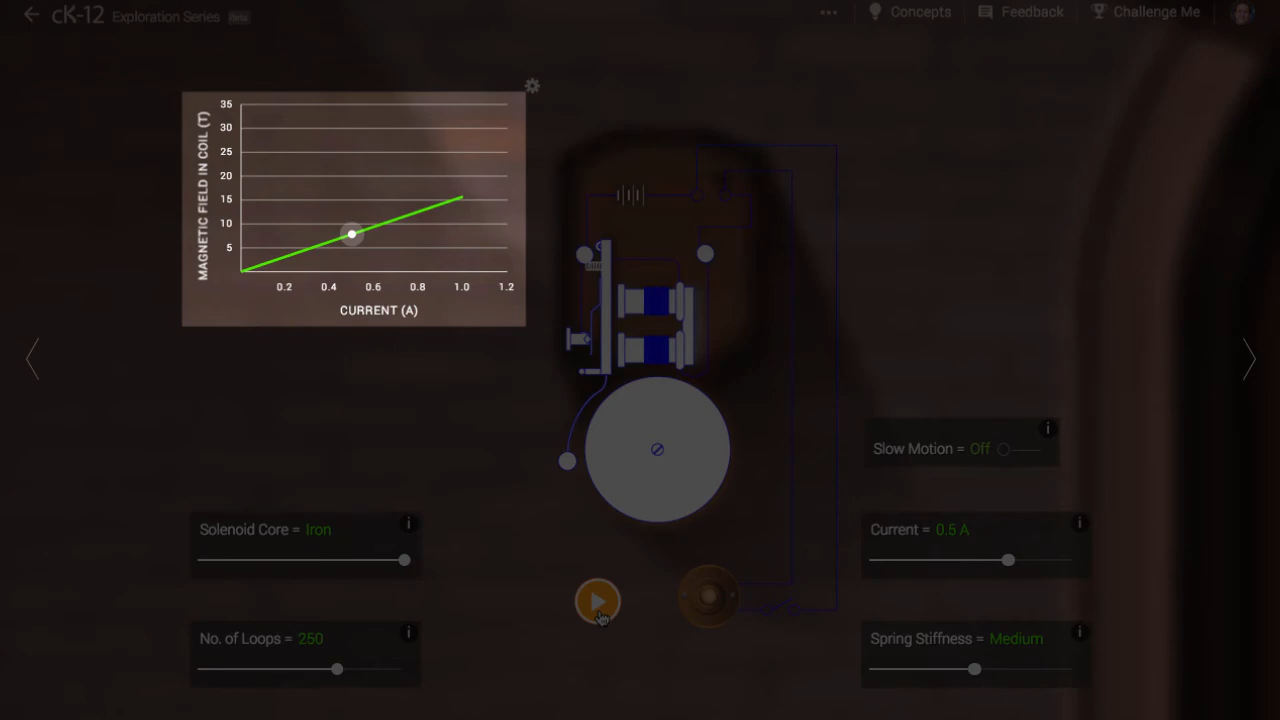 cK-12 Exploration Series Beta
Concepts
Feedback
Challenge Me
MAGNETIC FIELD IN COIL (T)
35
30
25
20
15
10
5
0.2 0.4 0.6 0.8 1.0 1.2
CURRENT (A)
Slow Motion = Off
Solenoid Core = Iron
Current = 0.5 A
No. of Loops = 250
Spring Stiffness = Medium